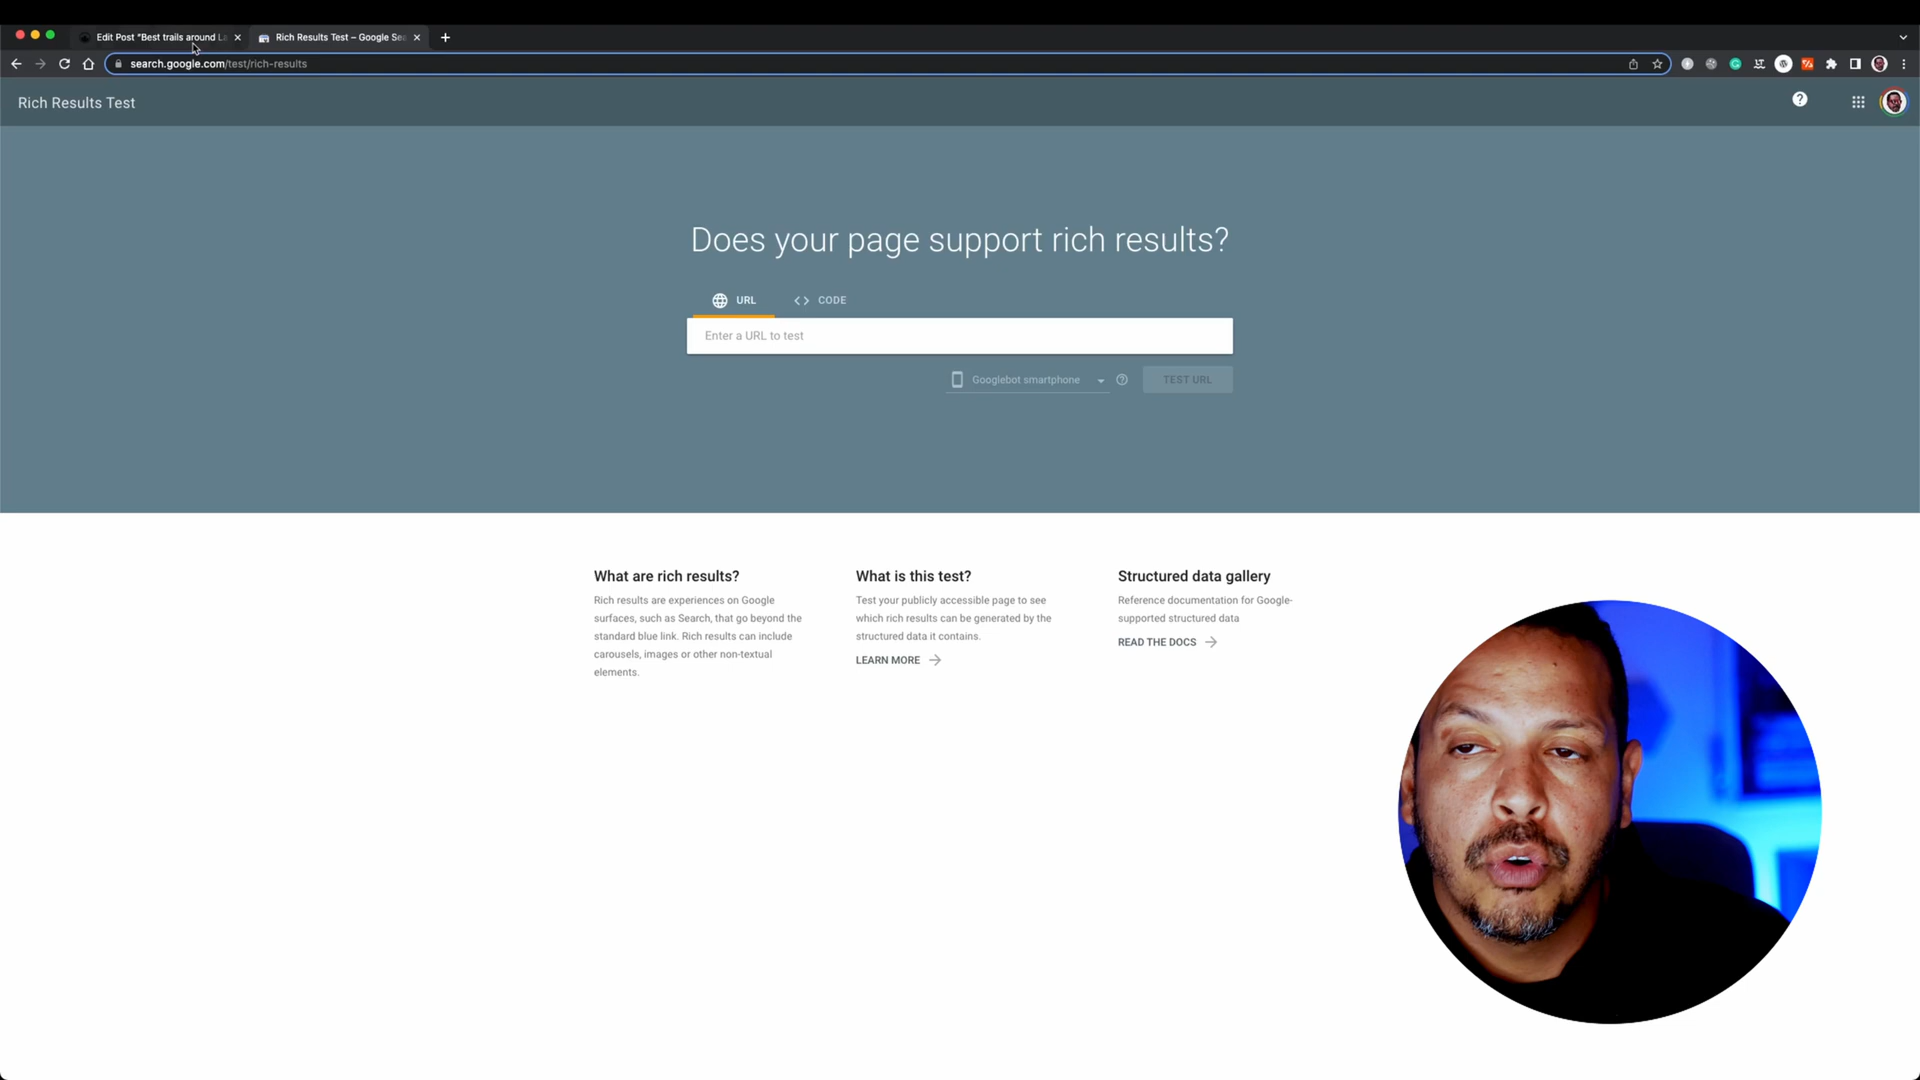 Edit Post "Best trails around La
Rich Results Test – Google Sea
search.google.com/test/rich-results
Rich Results Test
Does your page support rich results?
URL
CODE
Enter a URL to test
Googlebot smartphone
TEST URL
What are rich results?
Rich results are experiences on Google
surfaces, such as Search, that go beyond the
standard blue link. Rich results can include
carousels, images or other non-textual
elements.
What is this test?
Test your publicly accessible page to see
which rich results can be generated by the
structured data it contains.
LEARN MORE
Structured data gallery
Reference documentation for Google-
supported structured data
READ THE DOCS